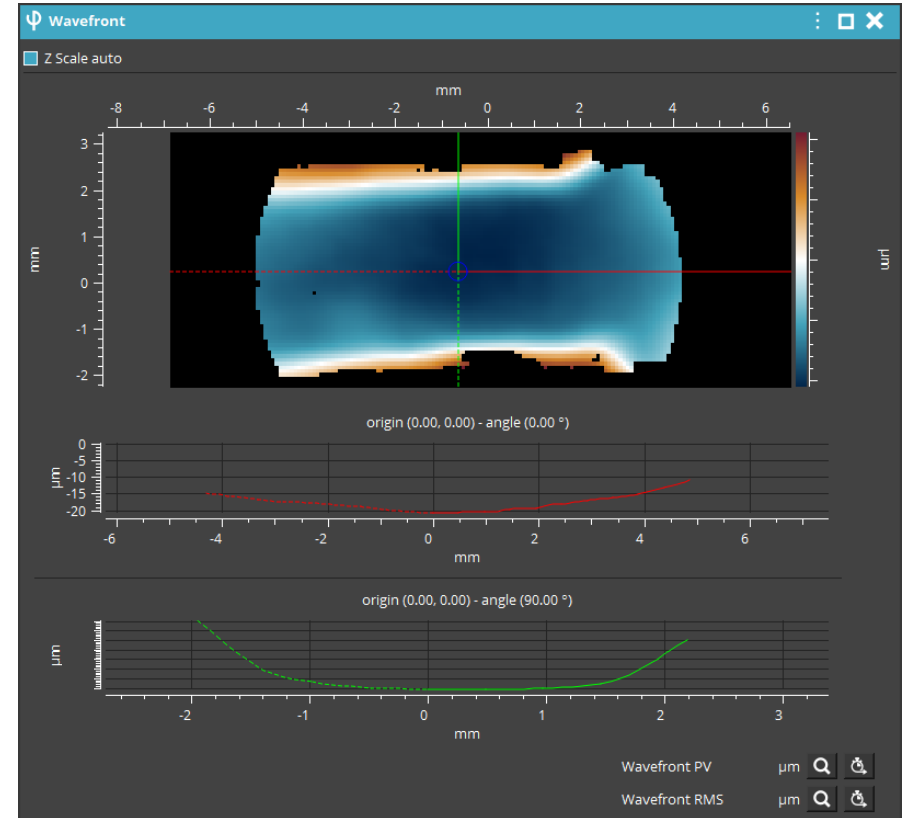 Ψ Wavefront
Z Scale auto
mm
-8 -6 -4 -2 0 2 4 6
3
2
1
mm
0
-1
-2
µm
origin (0.00, 0.00) - angle (0.00 °)
0
-5
-10
-15
-20
µm
-6 -4 -2 0 2 4 6
mm
origin (0.00, 0.00) - angle (90.00 °)
µm
-2 -1 0 1 2 3
mm
Wavefront PV µm
Wavefront RMS µm